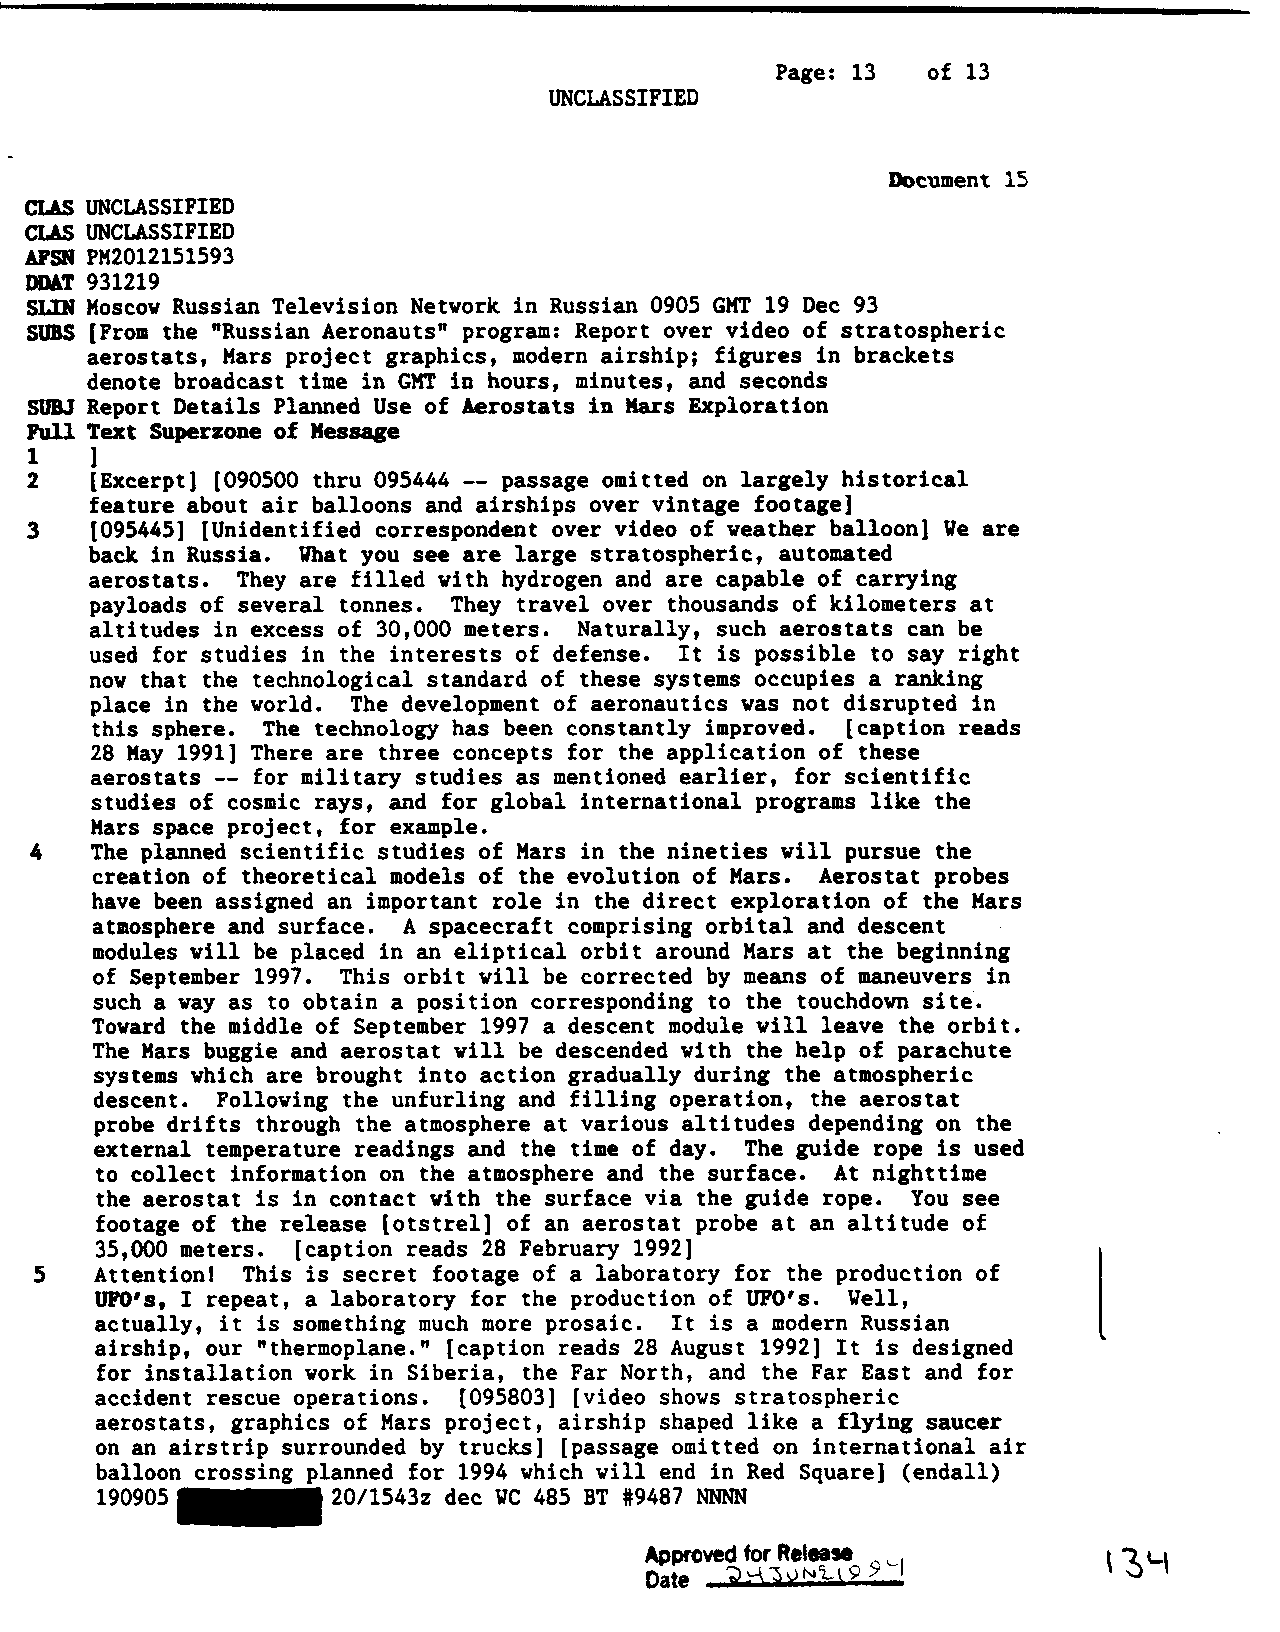 Page: 13 of 13
UNCLASSIFIED
Document 15
CLAS UNCLASSIFIED
CLAS UNCLASSIFIED
AFSN PM2012151593
DDAT 931219
SLIN Moscow Russian Television Network in Russian 0905 GMT 19 Dec 93
SUBS [From the "Russian Aeronauts" program: Report over video of stratospheric
aerostats, Mars project graphics, modern airship; figures in brackets
denote broadcast time in GMT in hours, minutes, and seconds
SUBJ Report Details Planned Use of Aerostats in Mars Exploration
Full Text Superzone of Message
1 ]
2 [Excerpt] [090500 thru 095444 -- passage omitted on largely historical
feature about air balloons and airships over vintage footage]
3 [095445] [Unidentified correspondent over video of weather balloon] We are
back in Russia. What you see are large stratospheric, automated
aerostats. They are filled with hydrogen and are capable of carrying
payloads of several tonnes. They travel over thousands of kilometers at
altitudes in excess of 30,000 meters. Naturally, such aerostats can be
used for studies in the interests of defense. It is possible to say right
now that the technological standard of these systems occupies a ranking
place in the world. The development of aeronautics was not disrupted in
this sphere. The technology has been constantly improved. [caption reads
28 May 1991] There are three concepts for the application of these
aerostats -- for military studies as mentioned earlier, for scientific
studies of cosmic rays, and for global international programs like the
Mars space project, for example.
4 The planned scientific studies of Mars in the nineties will pursue the
creation of theoretical models of the evolution of Mars. Aerostat probes
have been assigned an important role in the direct exploration of the Mars
atmosphere and surface. A spacecraft comprising orbital and descent
modules will be placed in an eliptical orbit around Mars at the beginning
of September 1997. This orbit will be corrected by means of maneuvers in
such a way as to obtain a position corresponding to the touchdown site.
Toward the middle of September 1997 a descent module will leave the orbit.
The Mars buggie and aerostat will be descended with the help of parachute
systems which are brought into action gradually during the atmospheric
descent. Following the unfurling and filling operation, the aerostat
probe drifts through the atmosphere at various altitudes depending on the
external temperature readings and the time of day. The guide rope is used
to collect information on the atmosphere and the surface. At nighttime
the aerostat is in contact with the surface via the guide rope. You see
footage of the release [otstrel] of an aerostat probe at an altitude of
35,000 meters. [caption reads 28 February 1992]
5 Attention! This is secret footage of a laboratory for the production of
UFO's, I repeat, a laboratory for the production of UFO's. Well,
actually, it is something much more prosaic. It is a modern Russian
airship, our "thermoplane." [caption reads 28 August 1992] It is designed
for installation work in Siberia, the Far North, and the Far East and for
accident rescue operations. [095803] [video shows stratospheric
aerostats, graphics of Mars project, airship shaped like a flying saucer
on an airstrip surrounded by trucks] [passage omitted on international air
balloon crossing planned for 1994 which will end in Red Square] (endall)
190905 20/1543z dec WC 485 BT #9487 NNNN
Approved for Release
Date 24 JUNE 1994
134